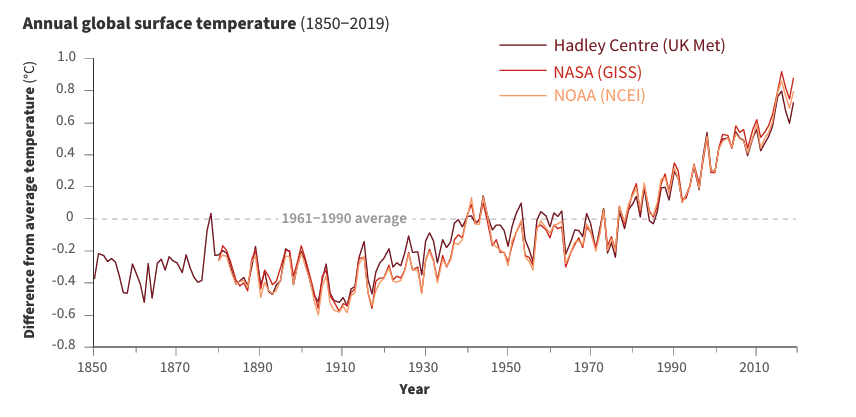 Annual global surface temperature (1850–2019)
Hadley Centre (UK Met)
NASA (GISS)
NOAA (NCEI)
Difference from average temperature (°C)
1.0
0.8
0.6
0.4
0.2
0
-0.2
-0.4
-0.6
-0.8
1961–1990 average
1850 1870 1890 1910 1930 1950 1970 1990 2010
Year